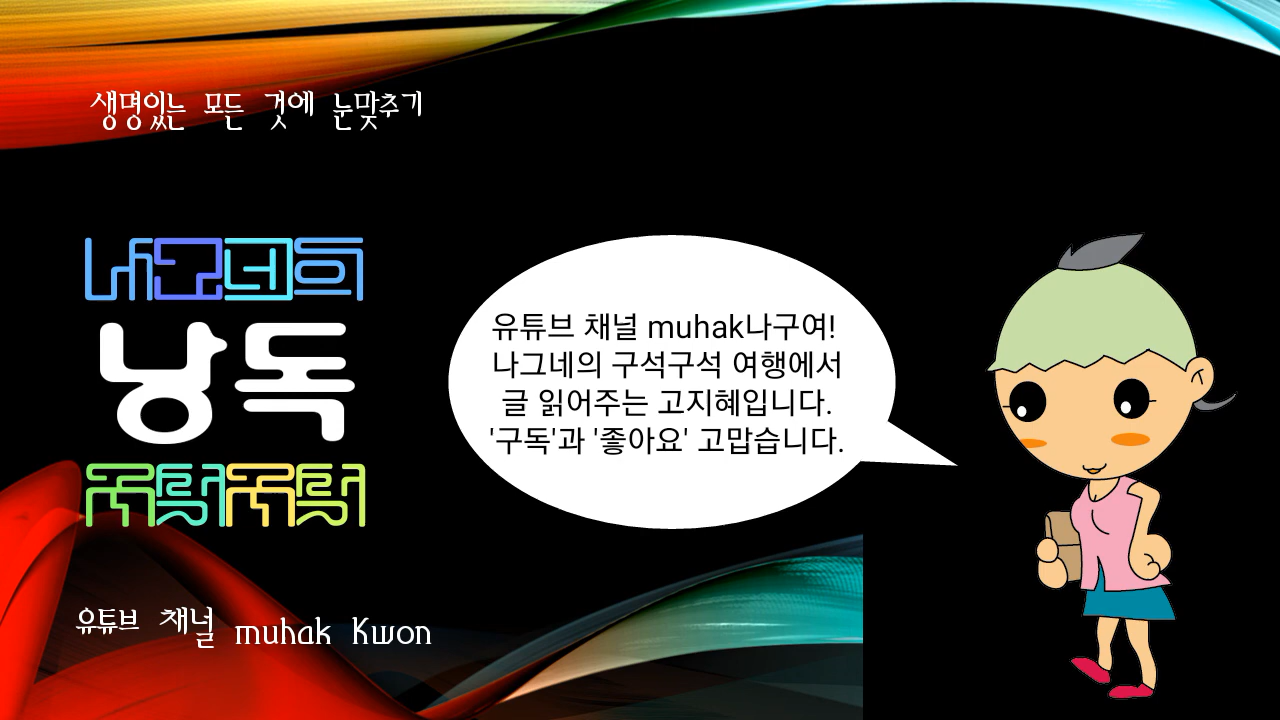 생명있는 모든 것에 눈맞추기
나그네의
낭독
구석구석
유튜브 채널 muhak나구여!
나그네의 구석구석 여행에서
글 읽어주는 고지혜입니다.
'구독'과 '좋아요' 고맙습니다.
유튜브 채널 muhak Kwon